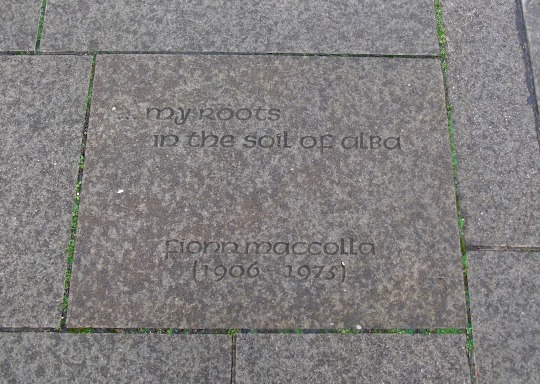 ... my roots
in the soil of alba
fionn maccolla
(1906 - 1975)